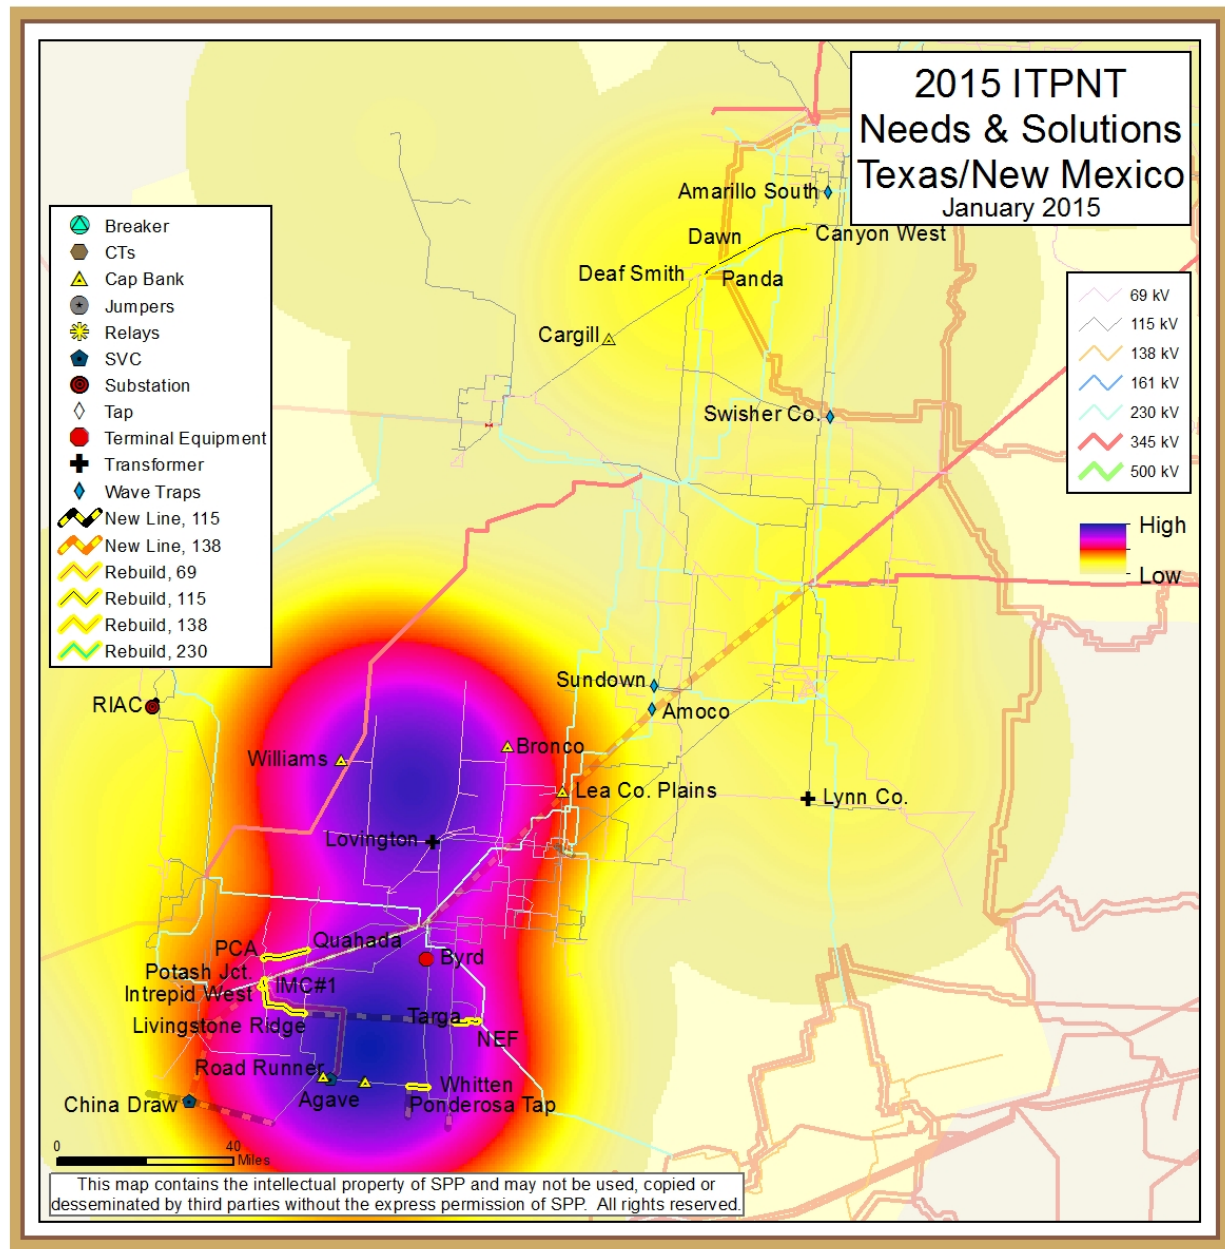 2015 ITPNT
Needs & Solutions
Texas/New Mexico
January 2015
Breaker
CTs
Cap Bank
Jumpers
Relays
SVC
Substation
Tap
Terminal Equipment
Transformer
Wave Traps
New Line, 115
New Line, 138
Rebuild, 69
Rebuild, 115
Rebuild, 138
Rebuild, 230
69 kV
115 kV
138 kV
161 kV
230 kV
345 kV
500 kV
High
Low
Amarillo South
Dawn
Canyon West
Deaf Smith
Panda
Cargill
Swisher Co.
Sundown
Amoco
RIAC
Williams
Bronco
Lea Co. Plains
Lynn Co.
Lovington
PCA
Quahada
Byrd
Potash Jct.
IMC#1
Intrepid West
Livingstone Ridge
Targa
NEF
Road Runner
Agave
Whitten
Ponderosa Tap
China Draw
0
40
Miles
This map contains the intellectual property of SPP and may not be used, copied or
desseminated by third parties without the express permission of SPP. All rights reserved.